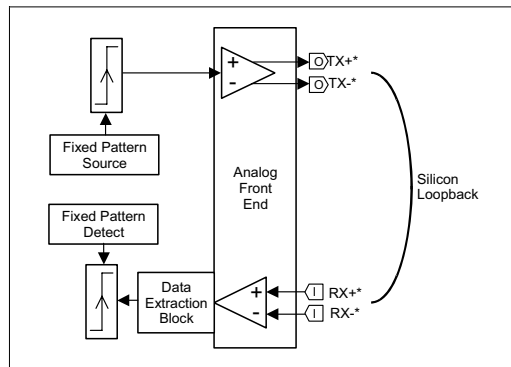 +
-
O TX+*
O TX-*
Fixed Pattern
Source
Analog
Front
End
Silicon
Loopback
Fixed Pattern
Detect
Data
Extraction
Block
+
-
I RX+*
I RX-*